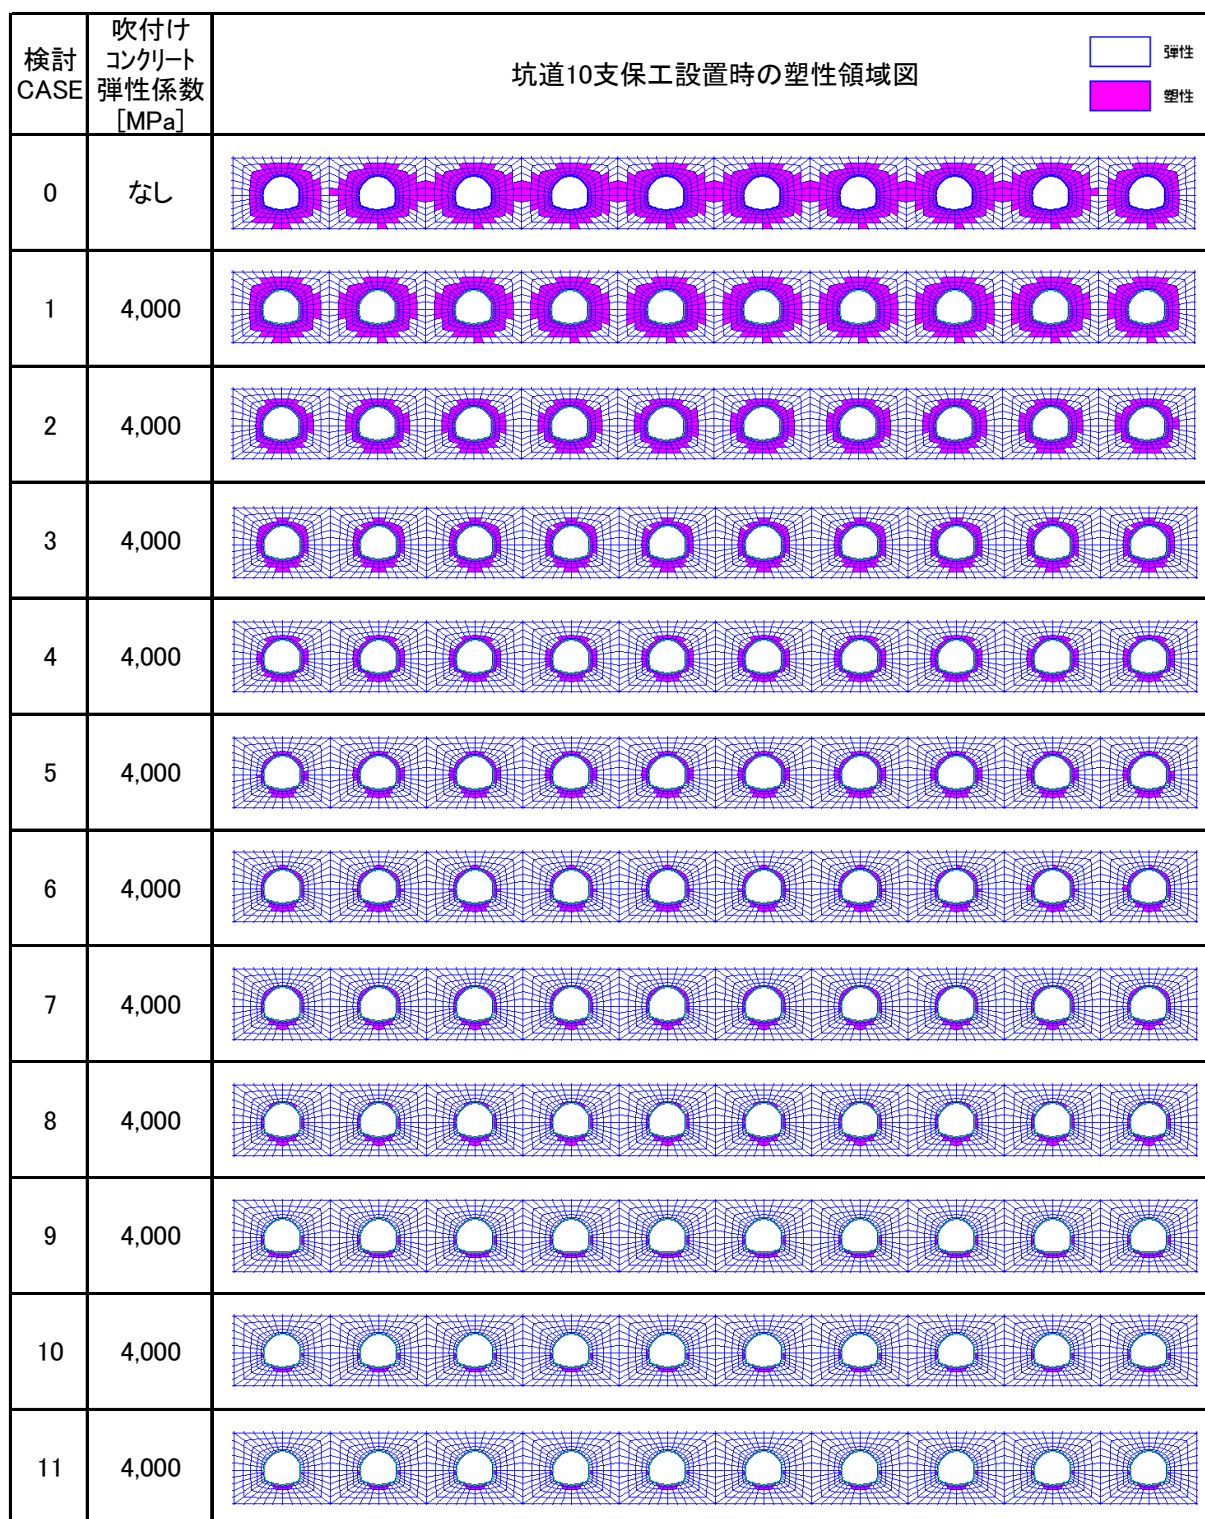 検討
CASE
吹付け
コンクリート
弾性係数
[MPa]
坑道10支保工設置時の塑性領域図
弾性
塑性
0 なし
1 4,000
2 4,000
3 4,000
4 4,000
5 4,000
6 4,000
7 4,000
8 4,000
9 4,000
10 4,000
11 4,000